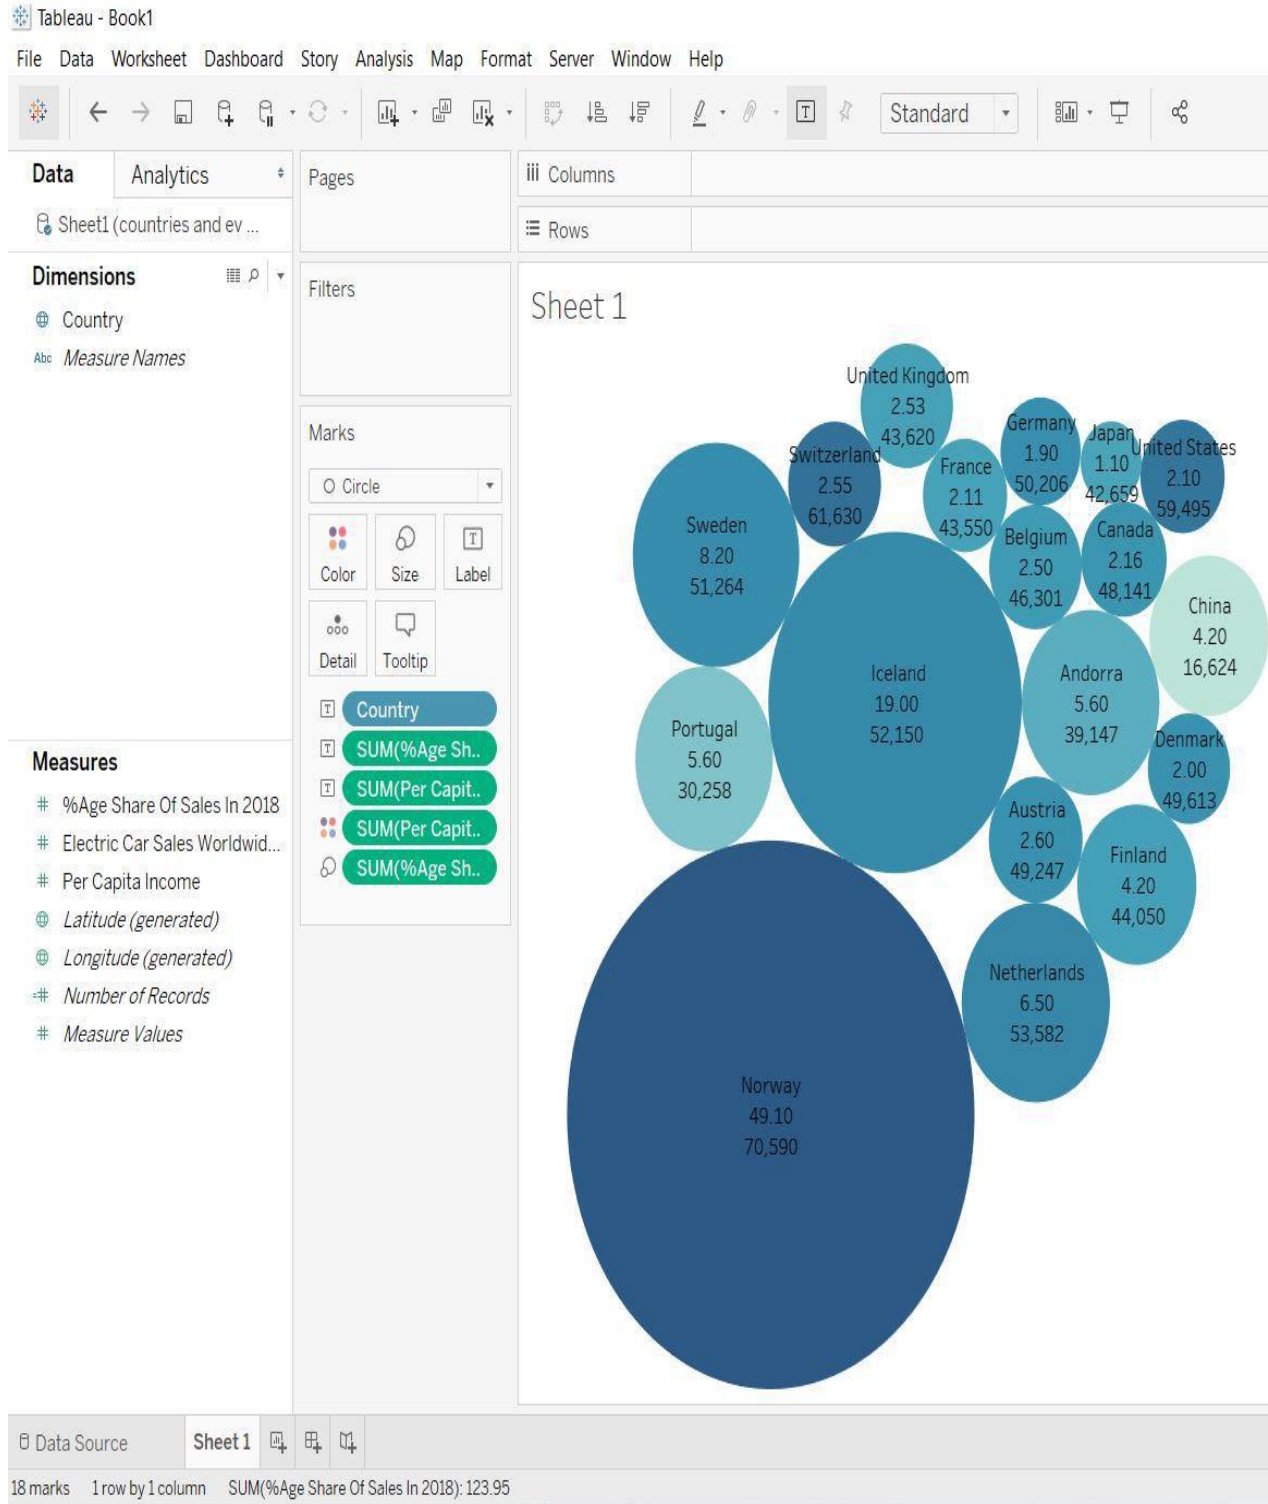 Tableau - Book1
File Data Worksheet Dashboard Story Analysis Map Format Server Window Help
Standard
Data Analytics
Sheet1 (countries and ev ...
Dimensions
Country
Abc Measure Names
Measures
%Age Share Of Sales In 2018
Electric Car Sales Worldwid...
Per Capita Income
Latitude (generated)
Longitude (generated)
Number of Records
Measure Values
Pages
Filters
Marks
Circle
Color Size Label
Detail Tooltip
Country
SUM(%Age Sh..
SUM(Per Capit..
SUM(Per Capit..
SUM(%Age Sh..
iii Columns
Rows
Sheet 1
United Kingdom
2.53
43,620
Switzerland
2.55
61,630
France
2.11
43,550
Germany
1.90
50,206
Japan
1.10
42,659
United States
2.10
59,495
Sweden
8.20
51,264
Belgium
2.50
46,301
Canada
2.16
48,141
China
4.20
16,624
Iceland
19.00
52,150
Andorra
5.60
39,147
Portugal
5.60
30,258
Denmark
2.00
49,613
Austria
2.60
49,247
Finland
4.20
44,050
Netherlands
6.50
53,582
Norway
49.10
70,590
Data Source Sheet 1
18 marks 1 row by 1 column SUM(%Age Share Of Sales In 2018): 123.95